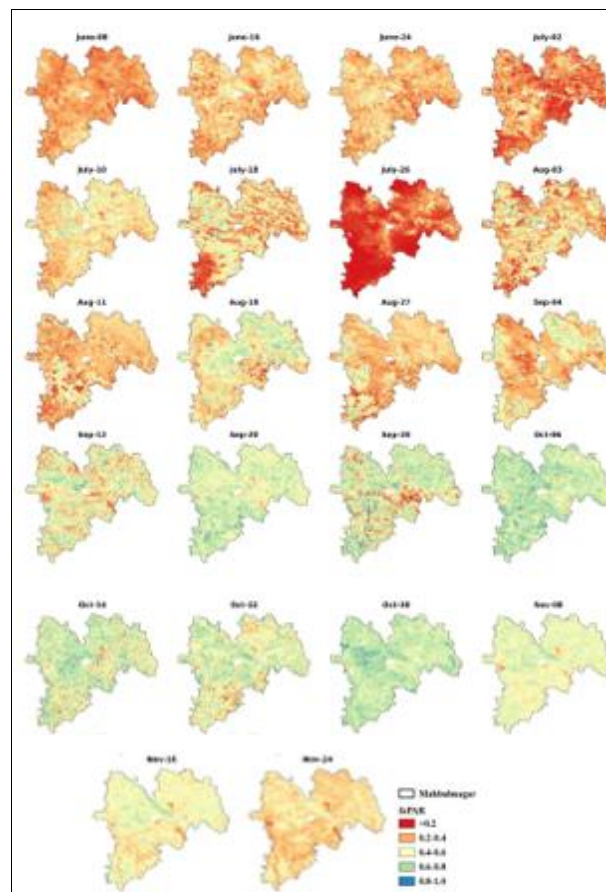 June-08 June-16 June-24 July-02
July-10 July-18 July-26 Aug-03
Aug-11 Aug-19 Aug-27 Sep-04
Sep-12 Sep-20 Sep-28 Oct-06
Oct-14 Oct-22 Oct-30 Nov-08
Nov-16 Nov-24
Mahbubnagar
<0.2
0.2-0.4
0.4-0.6
0.6-0.8
0.8-1.0